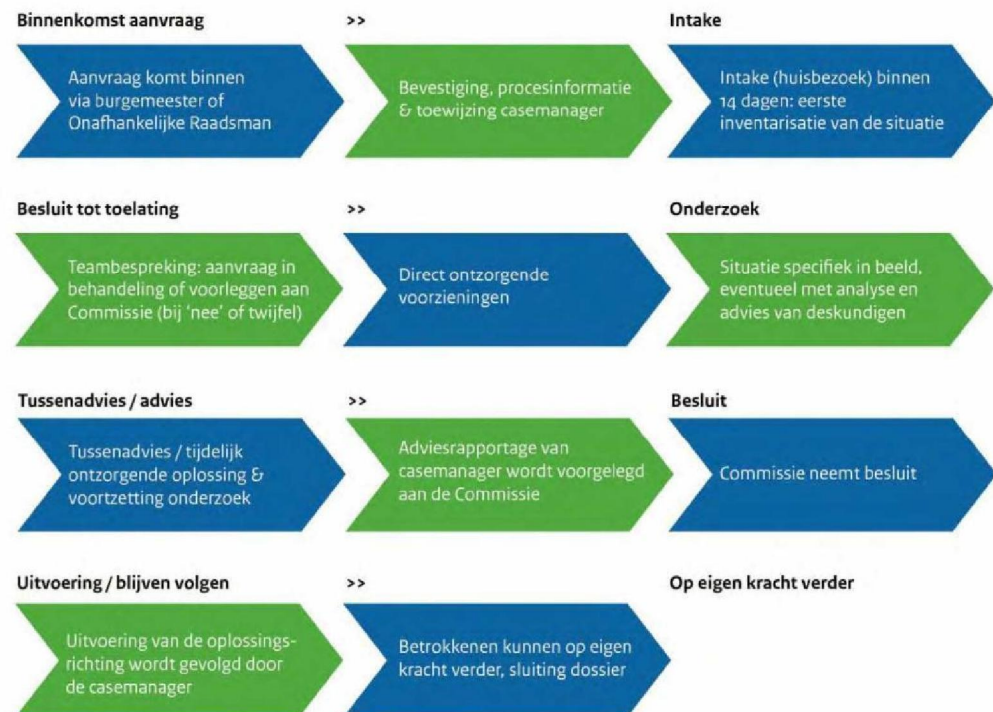 Binnenkomst aanvraag >> Intake
Aanvraag komt binnen
via burgemeester of
Onafhankelijke Raadsman
Bevestiging, procesinformatie
& toewijzing casemanager
Intake (huisbezoek) binnen
14 dagen: eerste
inventarisatie van de situatie
Besluit tot toelating >> Onderzoek
Teambespreking: aanvraag in
behandeling of voorleggen aan
Commissie (bij 'nee' of twijfel)
Direct ontzorgende
voorzieningen
Situatie specifiek in beeld,
eventueel met analyse en
advies van deskundigen
Tussenadvies / advies >> Besluit
Tussenadvies / tijdelijk
ontzorgende oplossing &
voortzetting onderzoek
Adviesrapportage van
casemanager wordt voorgelegd
aan de Commissie
Commissie neemt besluit
Uitvoering / blijven volgen >> Op eigen kracht verder
Uitvoering van de oplossings-
richting wordt gevolgd door
de casemanager
Betrokkenen kunnen op eigen
kracht verder, sluiting dossier